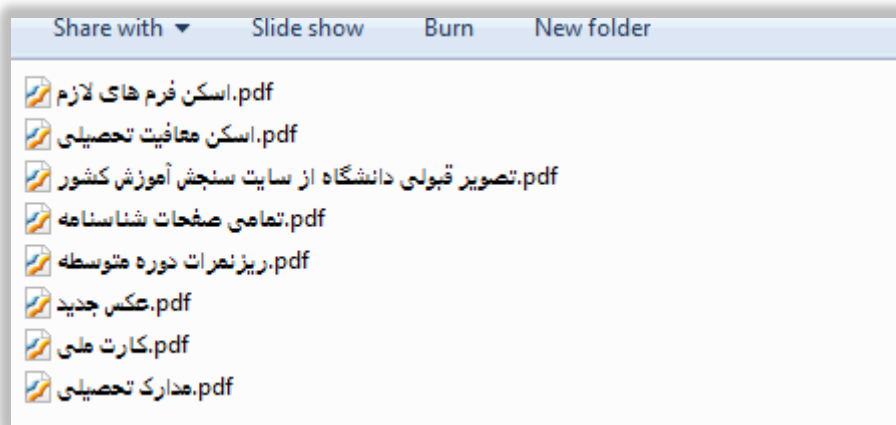 Share with Slide show Burn New folder
اسکن فرم های لازم.pdf
اسکن معافیت تحصیلی.pdf
تصویر قبولی دانشگاه از سایت سنجش آموزش کشور.pdf
تمامی صفحات شناسنامه.pdf
ریزنمرات دوره متوسطه.pdf
عکس جدید.pdf
کارت ملی.pdf
مدارک تحصیلی.pdf